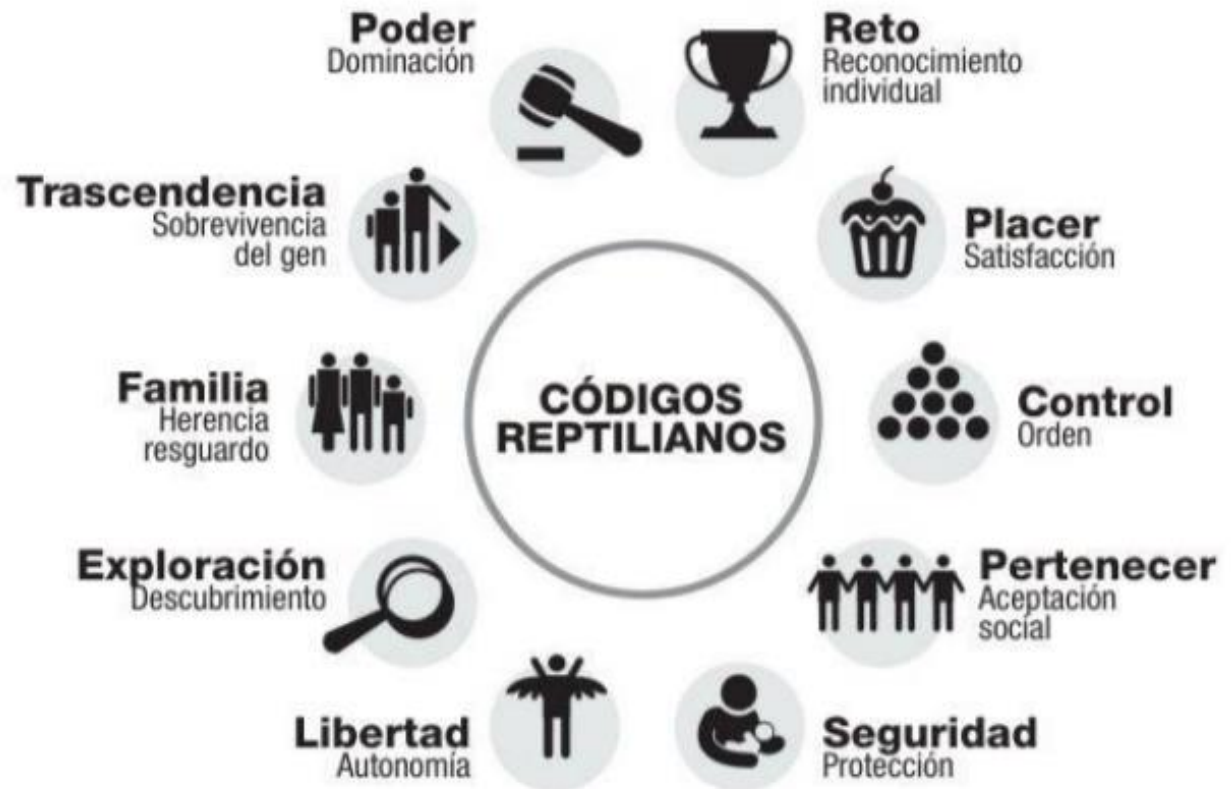 Poder
Dominación
Reto
Reconocimiento
individual
Trascendencia
Sobrevivencia
del gen
Placer
Satisfacción
Familia
Herencia
resguardo
CÓDIGOS
REPTILIANOS
Control
Orden
Exploración
Descubrimiento
Pertenecer
Aceptación
social
Libertad
Autonomía
Seguridad
Protección